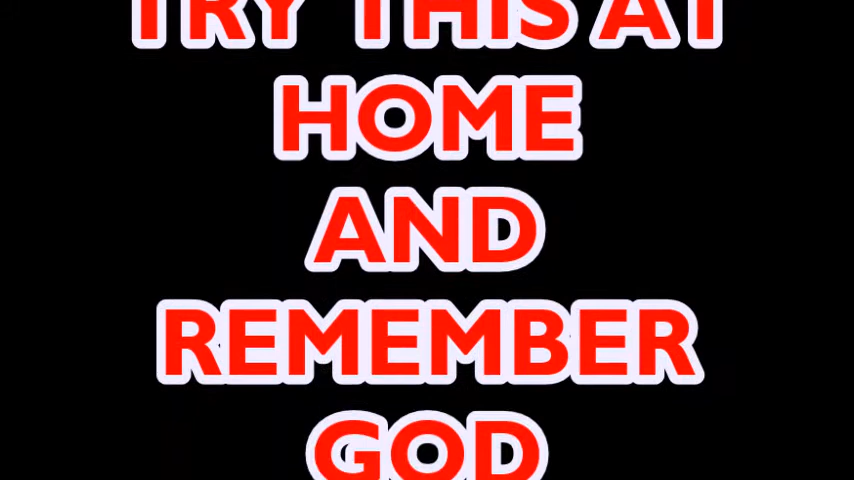 TRY THIS AT
HOME
AND
REMEMBER
GOD